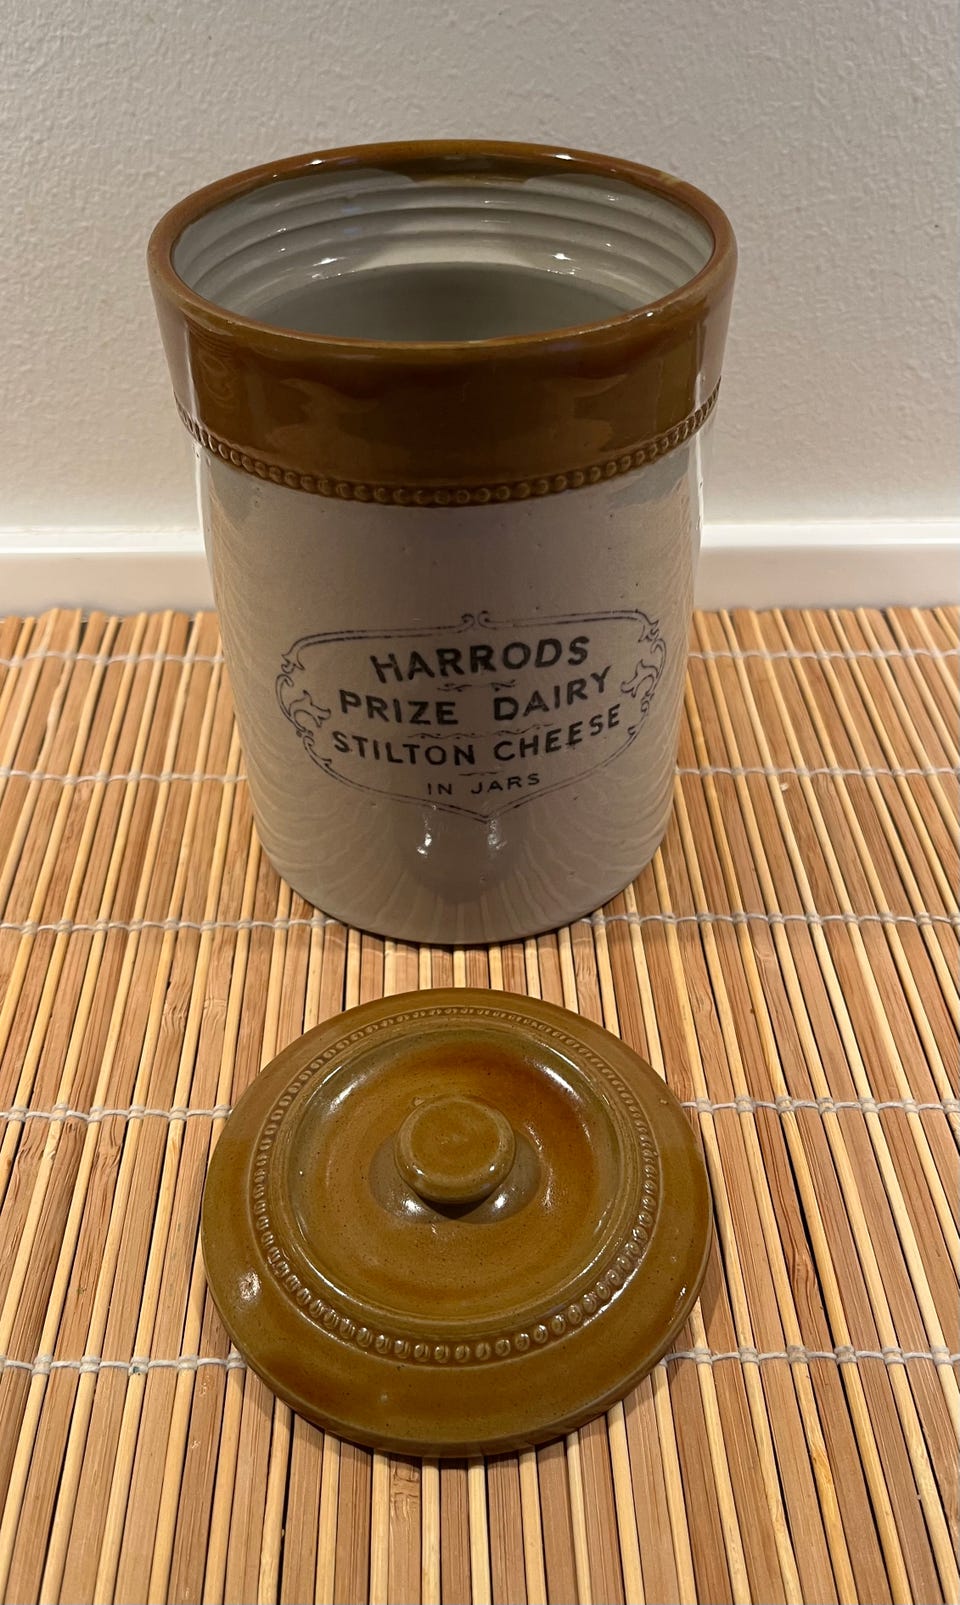 HARRODS
PRIZE DAIRY
STILTON CHEESE
IN JARS